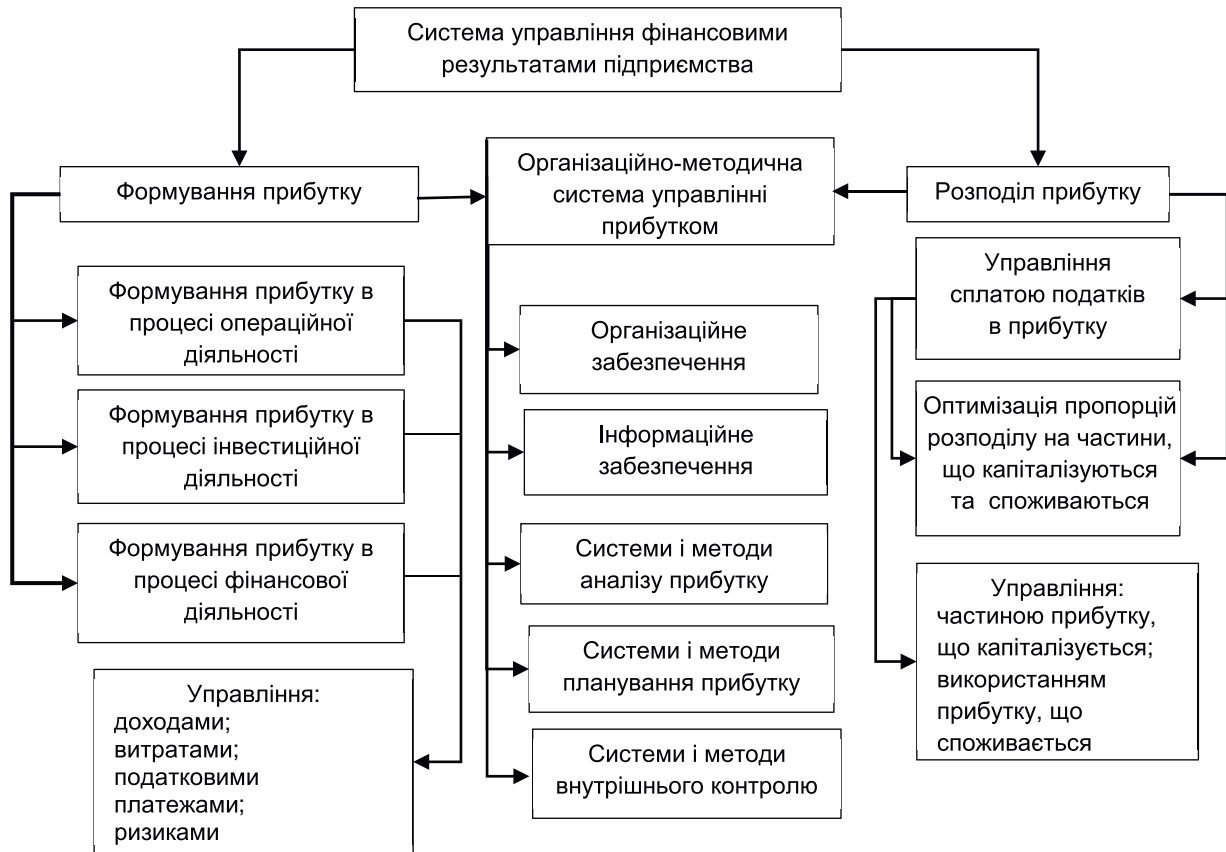 Система управління фінансовими
результатами підприємства
Формування прибутку
Організаційно-методична
система управлінні
прибутком
Розподіл прибутку
Формування прибутку в
процесі операційної
діяльності
Формування прибутку в
процесі інвестиційної
діяльності
Формування прибутку в
процесі фінансової
діяльності
Управління:
доходами;
витратами;
податковими
платежами;
ризиками
Організаційне
забезпечення
Інформаційне
забезпечення
Системи і методи
аналізу прибутку
Системи і методи
планування прибутку
Системи і методи
внутрішнього контролю
Управління
сплатою податків
в прибутку
Оптимізація пропорцій
розподілу на частини,
що капіталізуються
та споживаються
Управління:
частиною прибутку,
що капіталізується;
використанням
прибутку, що
споживається